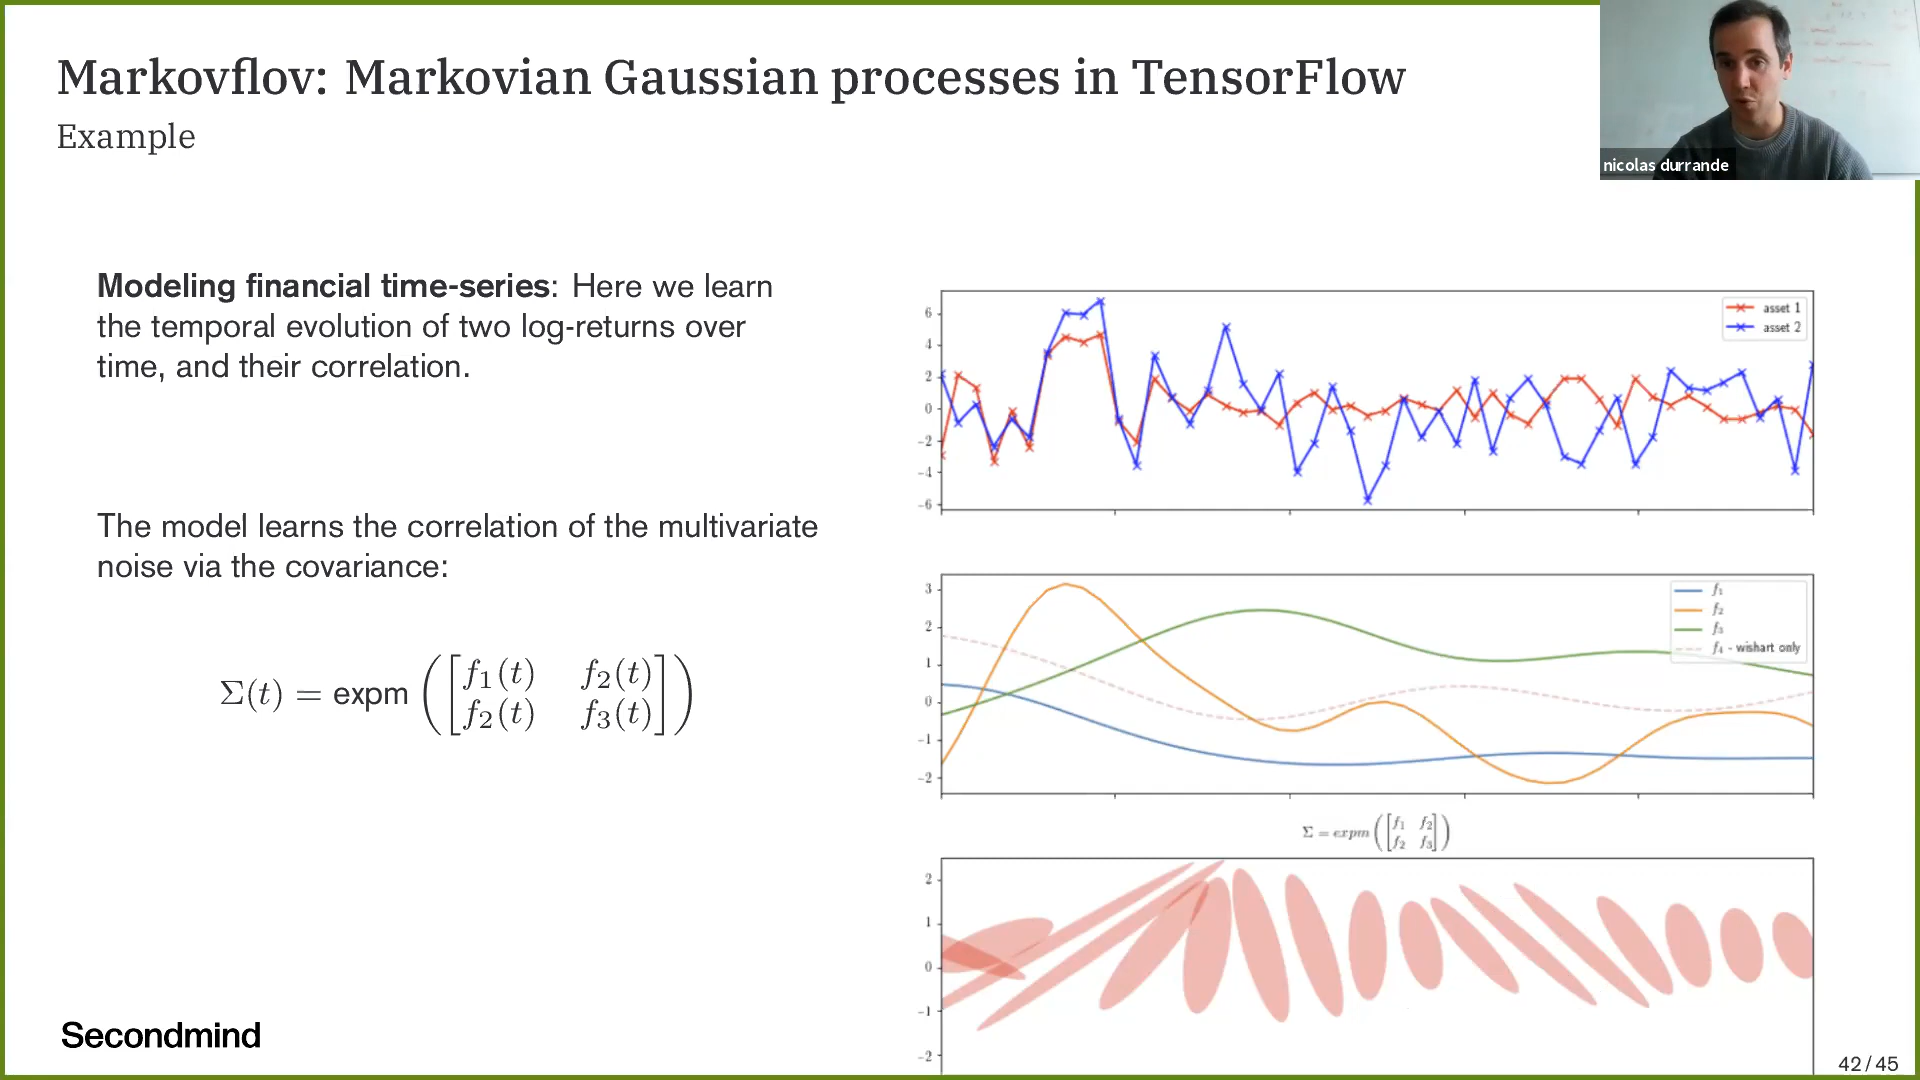 Markovflov: Markovian Gaussian processes in TensorFlow
Example
nicolas durrande
Modeling financial time-series: Here we learn
the temporal evolution of two log-returns over
time, and their correlation.
The model learns the correlation of the multivariate
noise via the covariance:
Σ(t) = expm ([f₁(t) f₂(t)
f₂(t) f₃(t)])
asset 1
asset 2
6
4
2
0
−2
−4
−6
f₁
f₂
f₃
f₄ - wishart only
3
2
1
0
−1
−2
Σ = expm ([f₁ f₂
f₂ f₃])
2
1
0
−1
−2
Secondmind
42 / 45